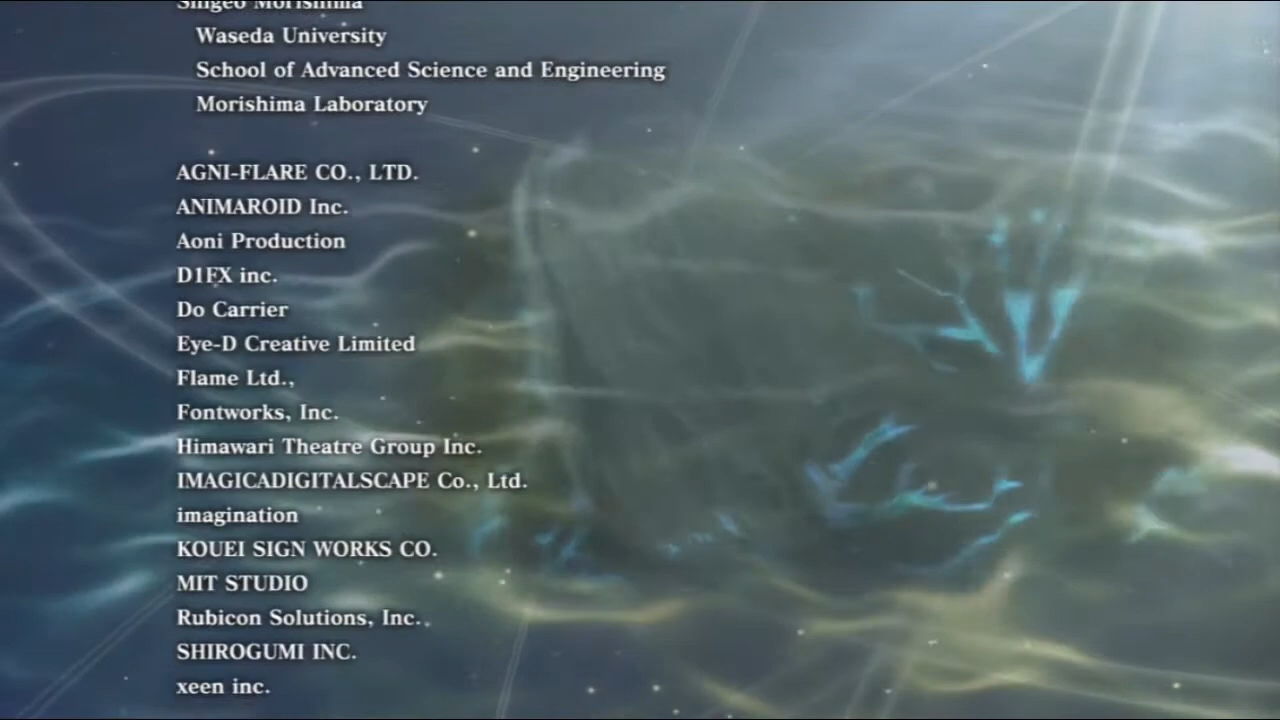 Shigeo Morishima
Waseda University
School of Advanced Science and Engineering
Morishima Laboratory
AGNI-FLARE CO., LTD.
ANIMAROID Inc.
Aoni Production
D1FX inc.
Do Carrier
Eye-D Creative Limited
Flame Ltd.,
Fontworks, Inc.
Himawari Theatre Group Inc.
IMAGICADIGITALSCAPE Co., Ltd.
imagination
KOUEI SIGN WORKS CO.
MIT STUDIO
Rubicon Solutions, Inc.
SHIROGUMI INC.
xeen inc.